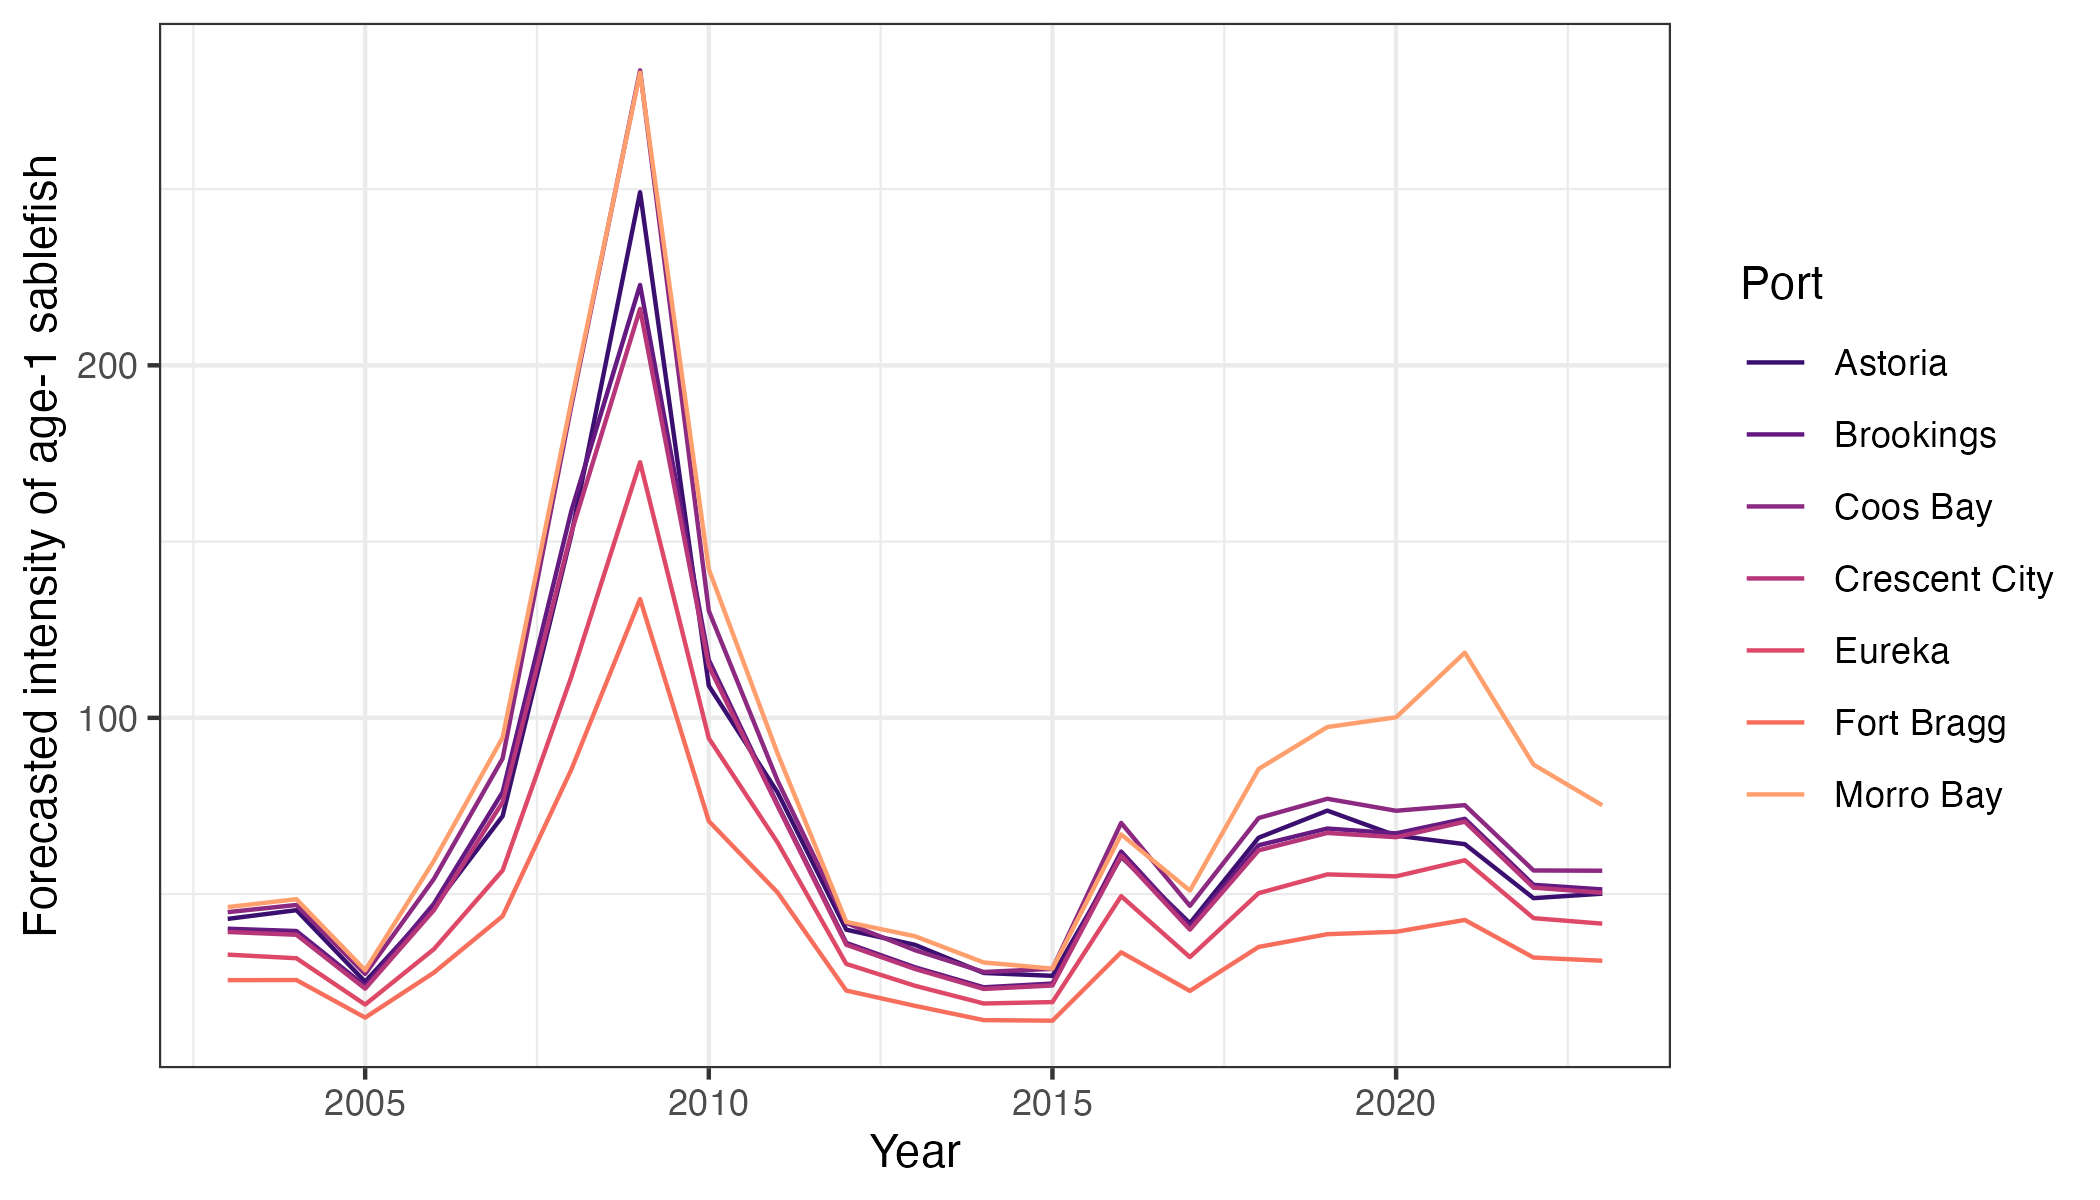 Forecasted intensity of age-1 sablefish
200
100
2005 2010 2015 2020
Year
Port
Astoria
Brookings
Coos Bay
Crescent City
Eureka
Fort Bragg
Morro Bay